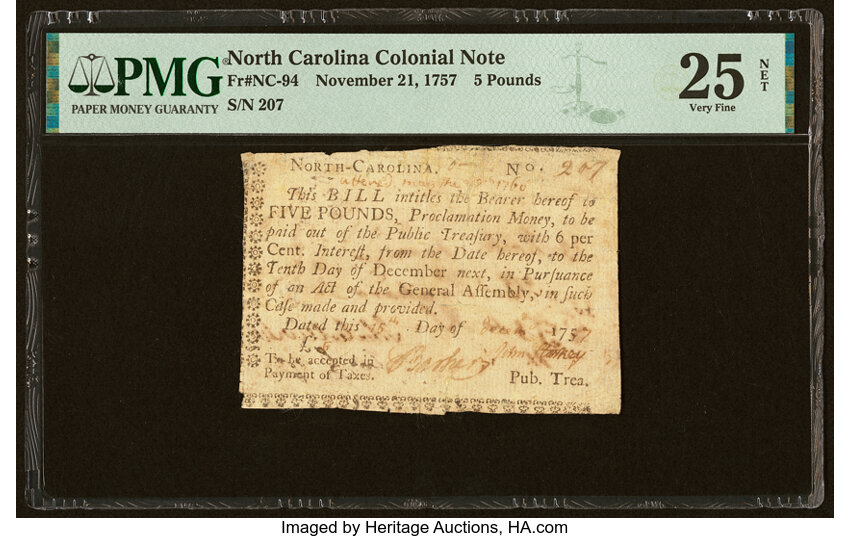 PMG
PAPER MONEY GUARANTY
North Carolina Colonial Note
Fr#NC-94 November 21, 1757 5 Pounds
S/N 207
25
Very Fine
NET
NORTH-CAROLINA. No. 207
This BILL intitles the Bearer hereof to
FIVE POUNDS, Proclamation Money, to be
paid out of the Public Treasury, with 6 per
Cent. Interest, from the Date hereof, to the
Tenth Day of December next, in Pursuance
of an Act of the General Assembly, in such
Case made and provided.
Dated this 15th Day of 1757
£5
To be accepted in
Payment of Taxes.
John Starkey
Pub. Trea.
Imaged by Heritage Auctions, HA.com